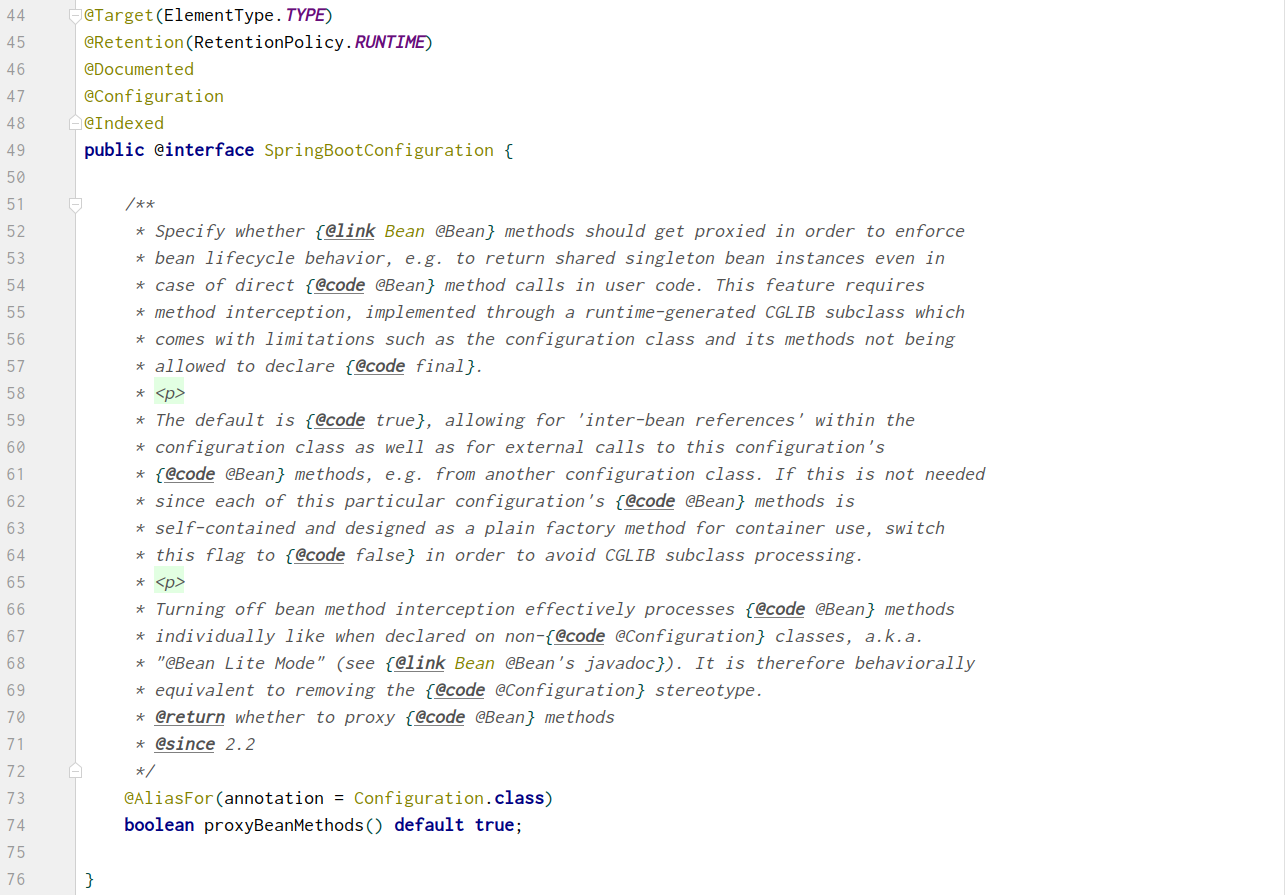 44 @Target(ElementType.TYPE)
45 @Retention(RetentionPolicy.RUNTIME)
46 @Documented
47 @Configuration
48 @Indexed
49 public @interface SpringBootConfiguration {
50
51     /**
52      * Specify whether {@link Bean @Bean} methods should get proxied in order to enforce
53      * bean lifecycle behavior, e.g. to return shared singleton bean instances even in
54      * case of direct {@code @Bean} method calls in user code. This feature requires
55      * method interception, implemented through a runtime-generated CGLIB subclass which
56      * comes with limitations such as the configuration class and its methods not being
57      * allowed to declare {@code final}.
58      * <p>
59      * The default is {@code true}, allowing for 'inter-bean references' within the
60      * configuration class as well as for external calls to this configuration's
61      * {@code @Bean} methods, e.g. from another configuration class. If this is not needed
62      * since each of this particular configuration's {@code @Bean} methods is
63      * self-contained and designed as a plain factory method for container use, switch
64      * this flag to {@code false} in order to avoid CGLIB subclass processing.
65      * <p>
66      * Turning off bean method interception effectively processes {@code @Bean} methods
67      * individually like when declared on non-{@code @Configuration} classes, a.k.a.
68      * "@Bean Lite Mode" (see {@link Bean @Bean's javadoc}). It is therefore behaviorally
69      * equivalent to removing the {@code @Configuration} stereotype.
70      * @return whether to proxy {@code @Bean} methods
71      * @since 2.2
72      */
73     @AliasFor(annotation = Configuration.class)
74     boolean proxyBeanMethods() default true;
75
76 }